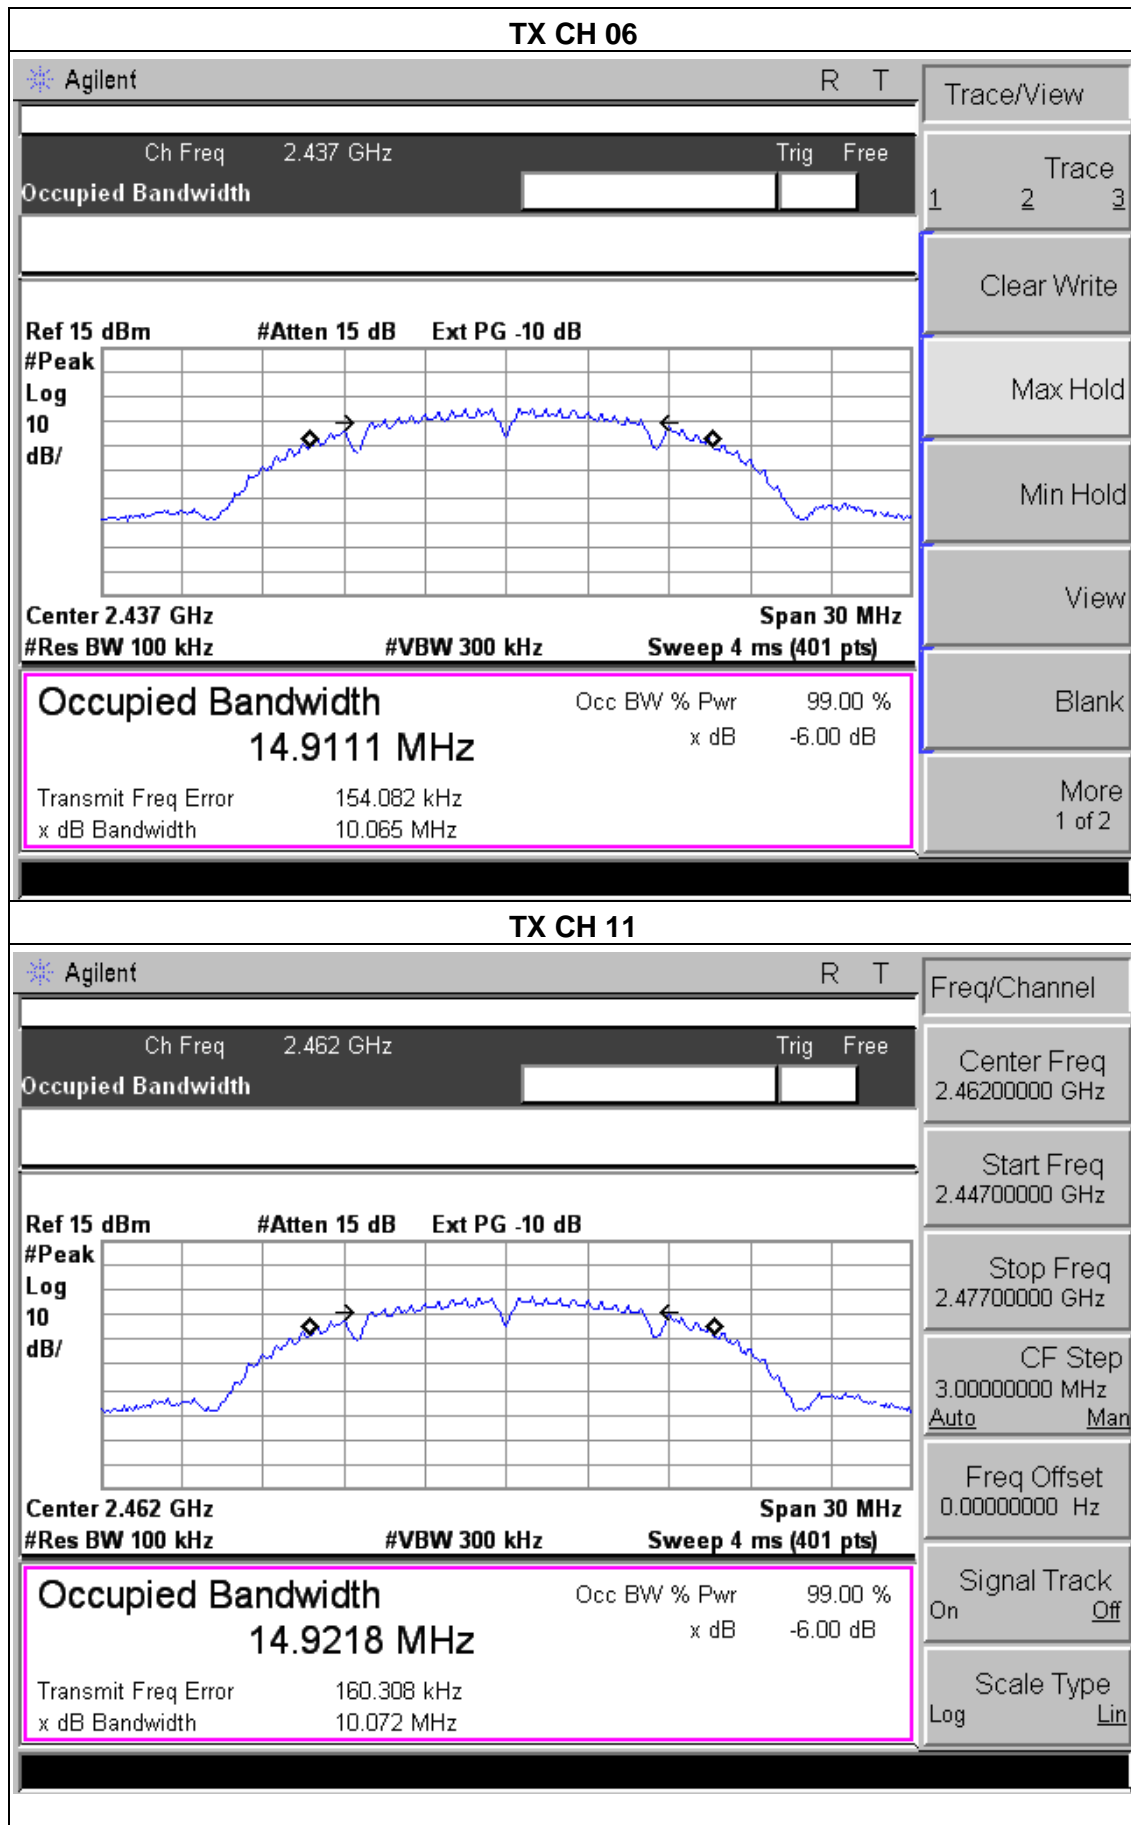 TX CH 06
Agilent R T
Trace/View
Ch Freq 2.437 GHz Trig Free
Occupied Bandwidth
Trace
1 2 3
Clear Write
Ref 15 dBm #Atten 15 dB Ext PG -10 dB
#Peak
Log
10
dB/
Max Hold
Min Hold
View
Center 2.437 GHz Span 30 MHz
#Res BW 100 kHz #VBW 300 kHz Sweep 4 ms (401 pts)
Occupied Bandwidth Occ BW % Pwr 99.00 %
14.9111 MHz x dB -6.00 dB
Blank
Transmit Freq Error 154.082 kHz
x dB Bandwidth 10.065 MHz
More
1 of 2
TX CH 11
Agilent R T
Freq/Channel
Ch Freq 2.462 GHz Trig Free
Occupied Bandwidth
Center Freq
2.46200000 GHz
Start Freq
2.44700000 GHz
Ref 15 dBm #Atten 15 dB Ext PG -10 dB
#Peak
Log
10
dB/
Stop Freq
2.47700000 GHz
CF Step
3.00000000 MHz
Auto Man
Freq Offset
0.00000000 Hz
Center 2.462 GHz Span 30 MHz
#Res BW 100 kHz #VBW 300 kHz Sweep 4 ms (401 pts)
Occupied Bandwidth Occ BW % Pwr 99.00 %
14.9218 MHz x dB -6.00 dB
Signal Track
On Off
Transmit Freq Error 160.308 kHz
x dB Bandwidth 10.072 MHz
Scale Type
Log Lin